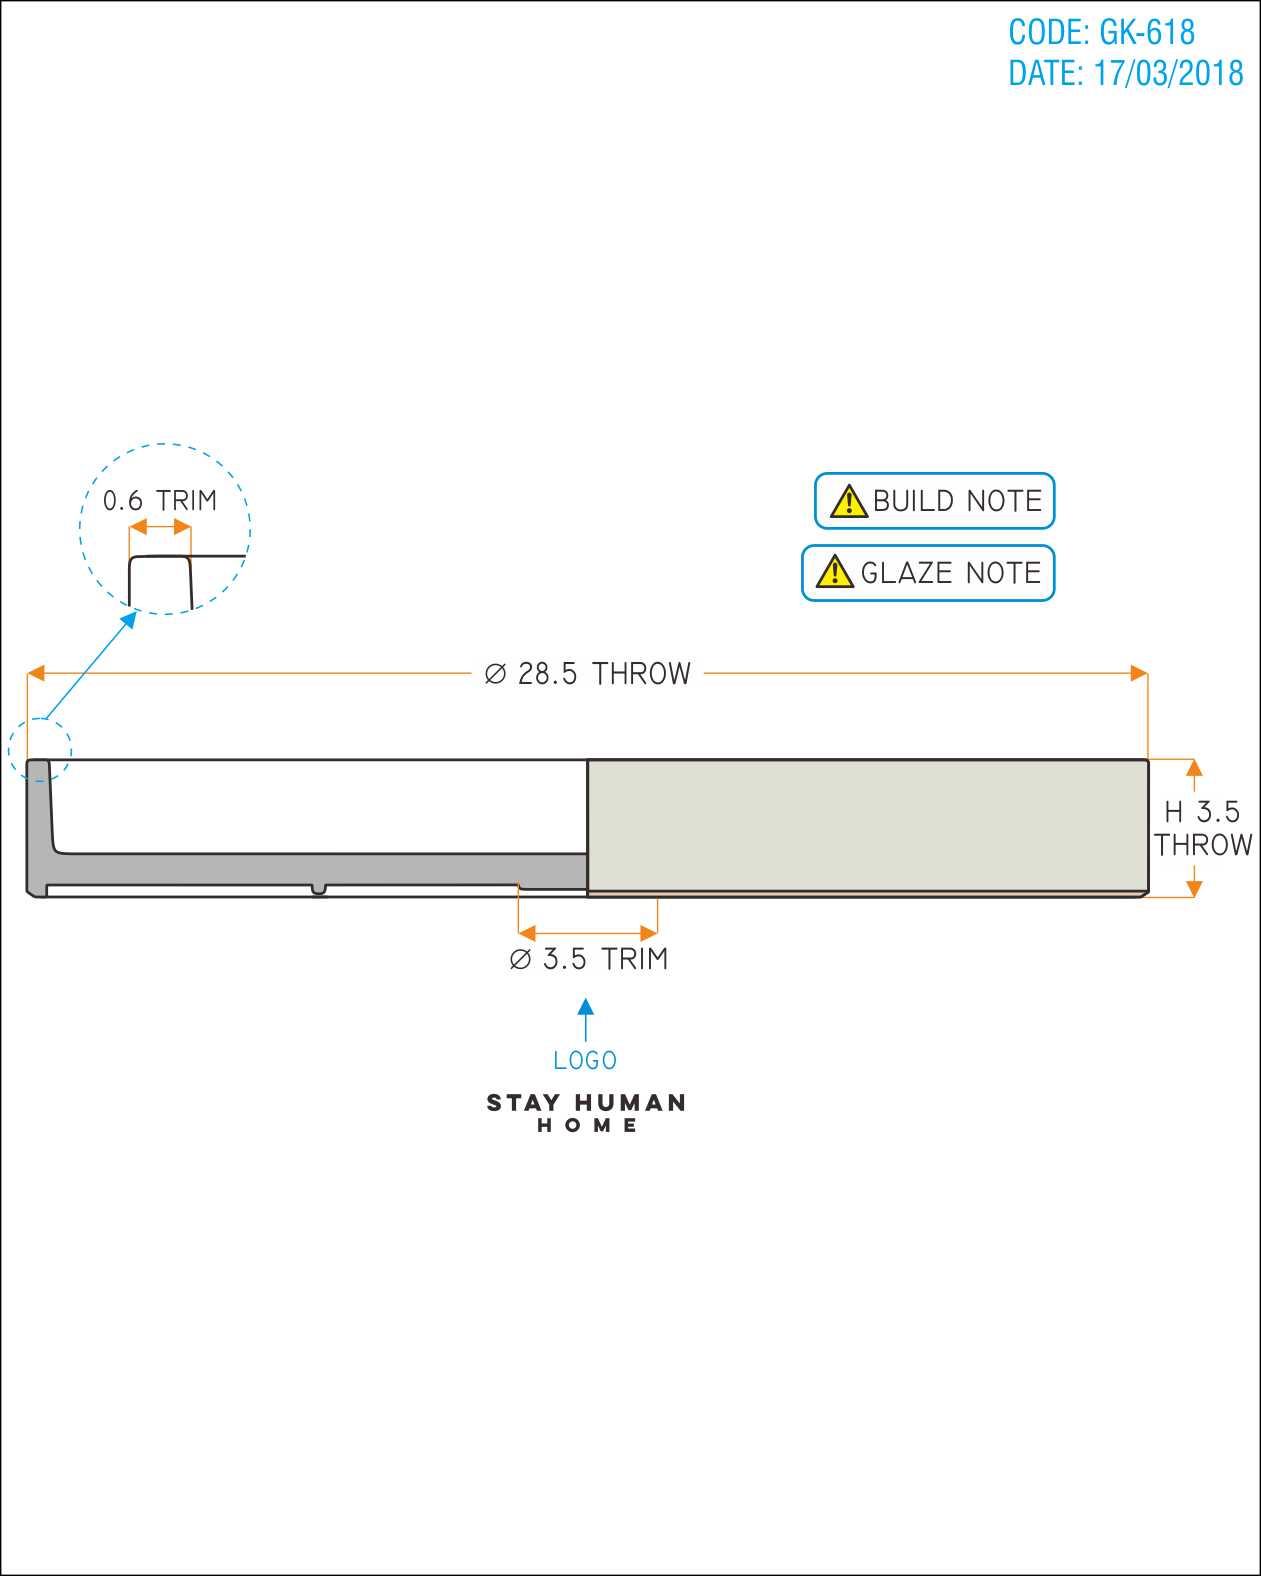 CODE: GK-618
DATE: 17/03/2018
0.6 TRIM
BUILD NOTE
GLAZE NOTE
⌀ 28.5 THROW
H 3.5
THROW
⌀ 3.5 TRIM
LOGO
STAY HUMAN
HOME